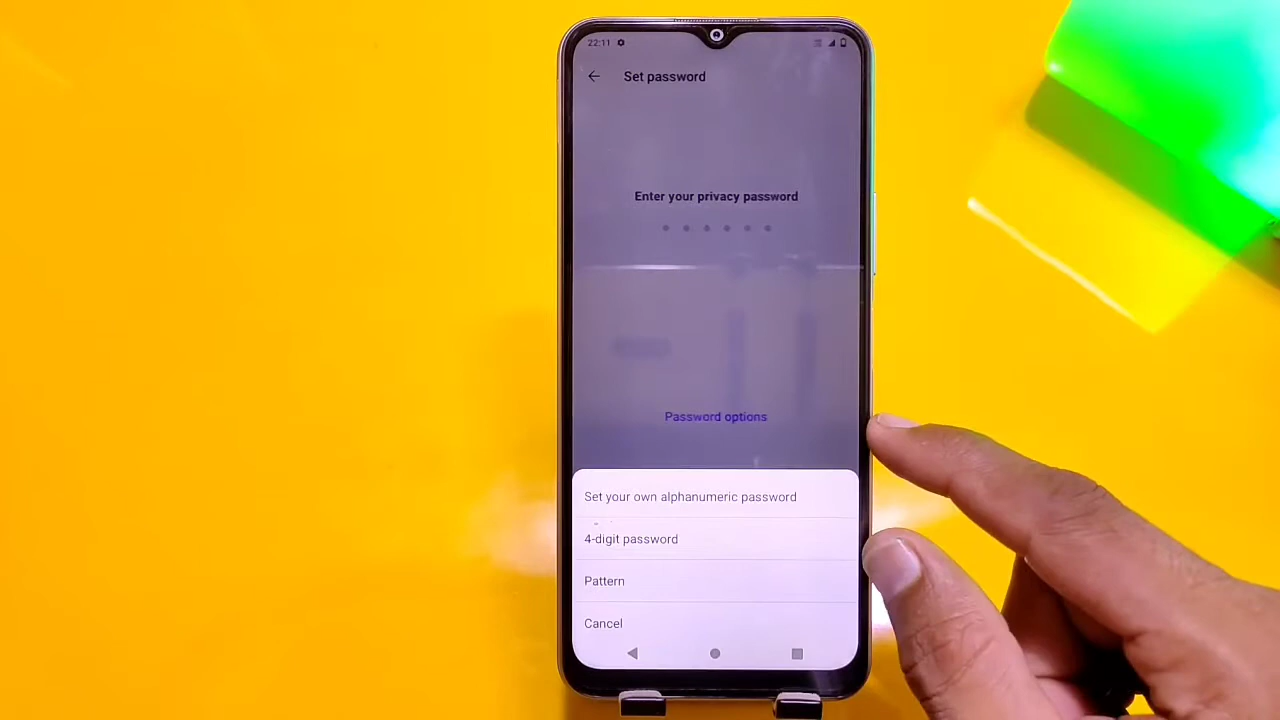 22:11
Set password
Enter your privacy password
Password options
Set your own alphanumeric password
4-digit password
Pattern
Cancel